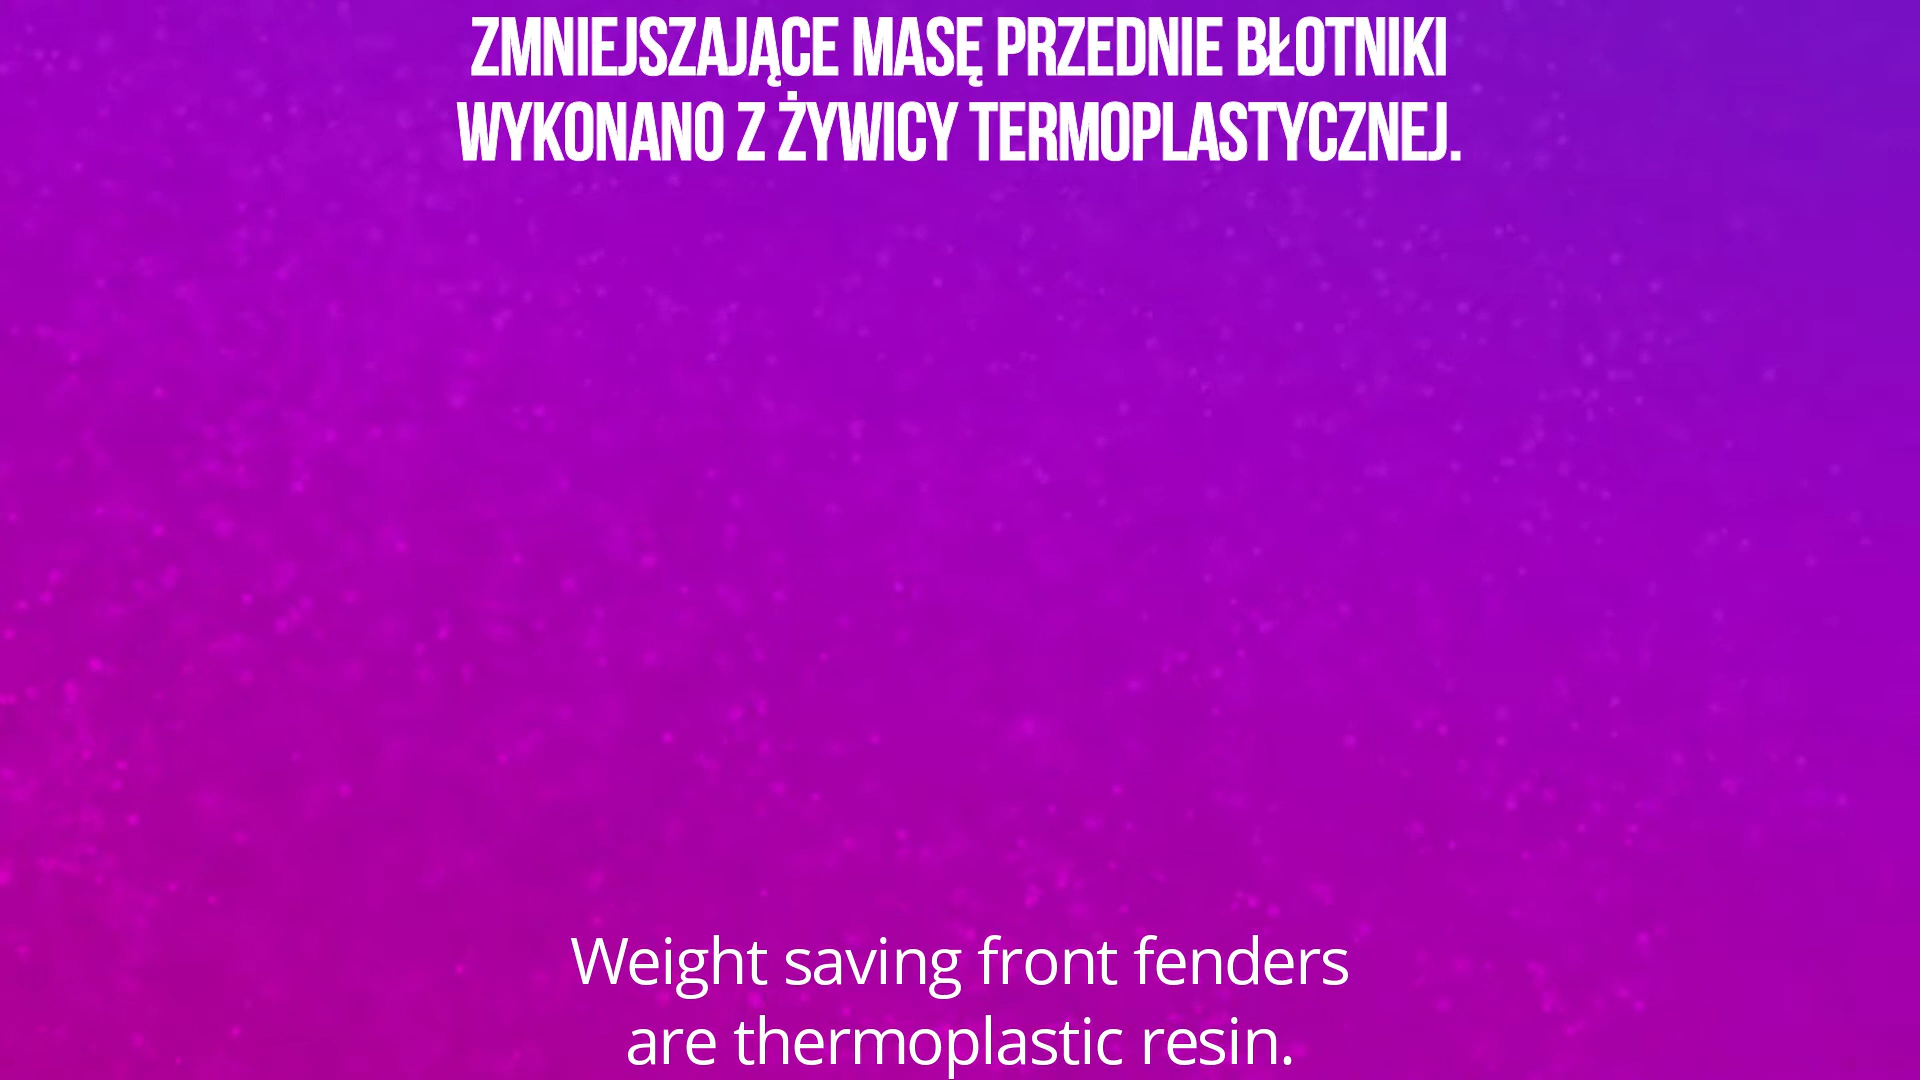 ZMNIEJSZAJĄCE MASĘ PRZEDNIE BŁOTNIKI
WYKONANO Z ŻYWICY TERMOPLASTYCZNEJ.
Weight saving front fenders
are thermoplastic resin.